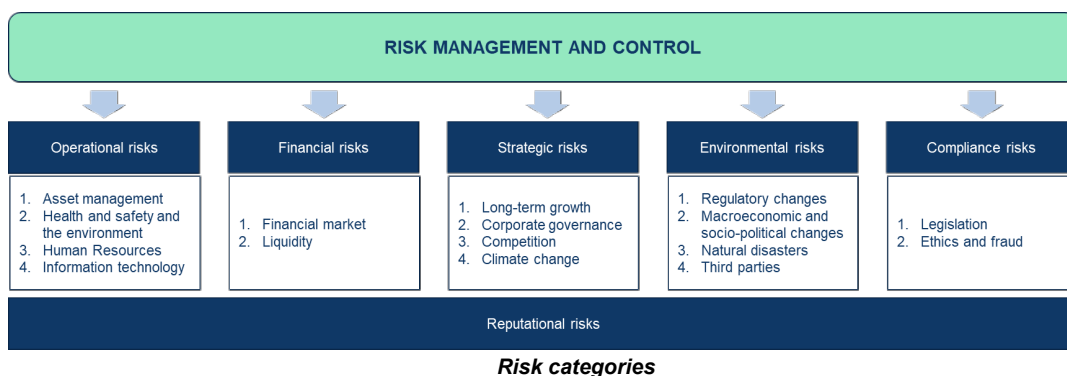 RISK MANAGEMENT AND CONTROL
Operational risks
1. Asset management
2. Health and safety and
the environment
3. Human Resources
4. Information technology
Financial risks
1. Financial market
2. Liquidity
Strategic risks
1. Long-term growth
2. Corporate governance
3. Competition
4. Climate change
Environmental risks
1. Regulatory changes
2. Macroeconomic and
socio-political changes
3. Natural disasters
4. Third parties
Compliance risks
1. Legislation
2. Ethics and fraud
Reputational risks
Risk categories